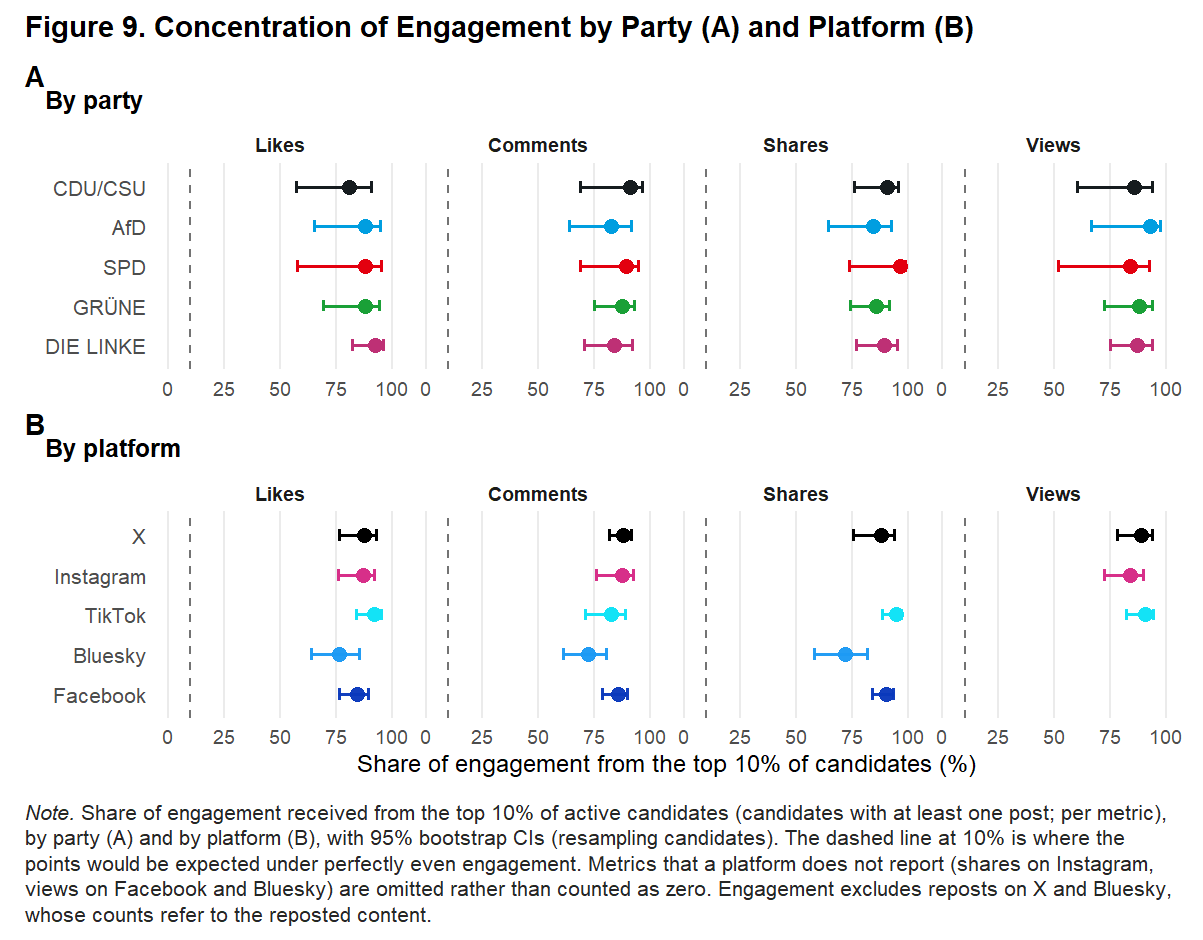 Figure 9. Concentration of Engagement by Party (A) and Platform (B)
A
By party
Likes Comments Shares Views
CDU/CSU
AfD
SPD
GRÜNE
DIE LINKE
0 25 50 75 100 0 25 50 75 100 0 25 50 75 100 0 25 50 75 100
B
By platform
Likes Comments Shares Views
X
Instagram
TikTok
Bluesky
Facebook
0 25 50 75 100 0 25 50 75 100 0 25 50 75 100 0 25 50 75 100
Share of engagement from the top 10% of candidates (%)
Note. Share of engagement received from the top 10% of active candidates (candidates with at least one post; per metric),
by party (A) and by platform (B), with 95% bootstrap CIs (resampling candidates). The dashed line at 10% is where the
points would be expected under perfectly even engagement. Metrics that a platform does not report (shares on Instagram,
views on Facebook and Bluesky) are omitted rather than counted as zero. Engagement excludes reposts on X and Bluesky,
whose counts refer to the reposted content.